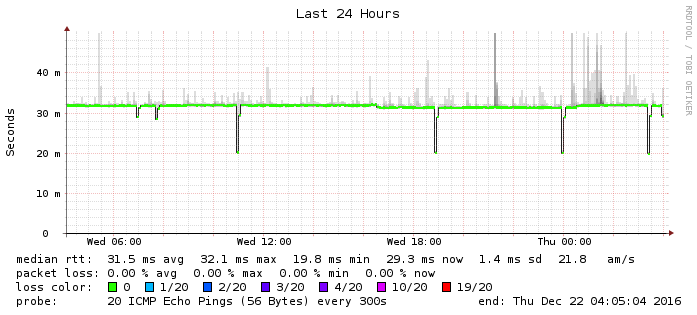 Last 24 Hours
RRDTOOL / TOBI OETIKER
Seconds
40 m
30 m
20 m
10 m
0
Wed 06:00 Wed 12:00 Wed 18:00 Thu 00:00
median rtt: 31.5 ms avg 32.1 ms max 19.8 ms min 29.3 ms now 1.4 ms sd 21.8 am/s
packet loss: 0.00 % avg 0.00 % max 0.00 % min 0.00 % now
loss color: 0 1/20 2/20 3/20 4/20 10/20 19/20
probe: 20 ICMP Echo Pings (56 Bytes) every 300s end: Thu Dec 22 04:05:04 2016